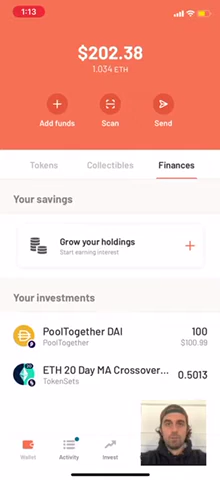 1:13
$202.38
1.034 ETH
Add funds
Scan
Send
Tokens
Collectibles
Finances
Your savings
Grow your holdings
Start earning interest
Your investments
PoolTogether DAI
100
PoolTogether
$100.99
ETH 20 Day MA Crossover...
0.5013
TokenSets
Wallet
Activity
Invest